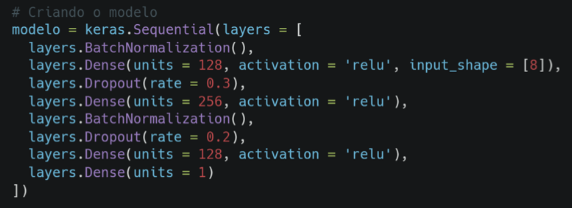 # Criando o modelo
modelo = keras.Sequential(layers = [
  layers.BatchNormalization(),
  layers.Dense(units = 128, activation = 'relu', input_shape = [8]),
  layers.Dropout(rate = 0.3),
  layers.Dense(units = 256, activation = 'relu'),
  layers.BatchNormalization(),
  layers.Dropout(rate = 0.2),
  layers.Dense(units = 128, activation = 'relu'),
  layers.Dense(units = 1)
])